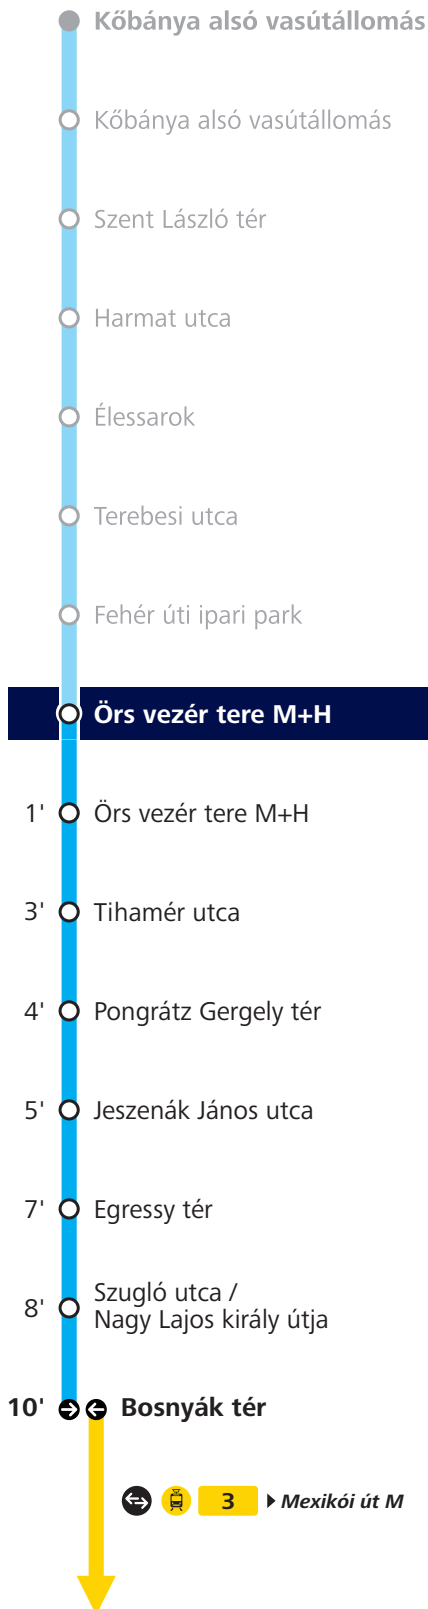 Kőbánya alsó vasútállomás
Kőbánya alsó vasútállomás
Szent László tér
Harmat utca
Élessarok
Terebesi utca
Fehér úti ipari park
Örs vezér tere M+H
1' Örs vezér tere M+H
3' Tihamér utca
4' Pongrátz Gergely tér
5' Jeszenák János utca
7' Egressy tér
8' Szugló utca /
Nagy Lajos király útja
10' Bosnyák tér
3 Mexikói út M